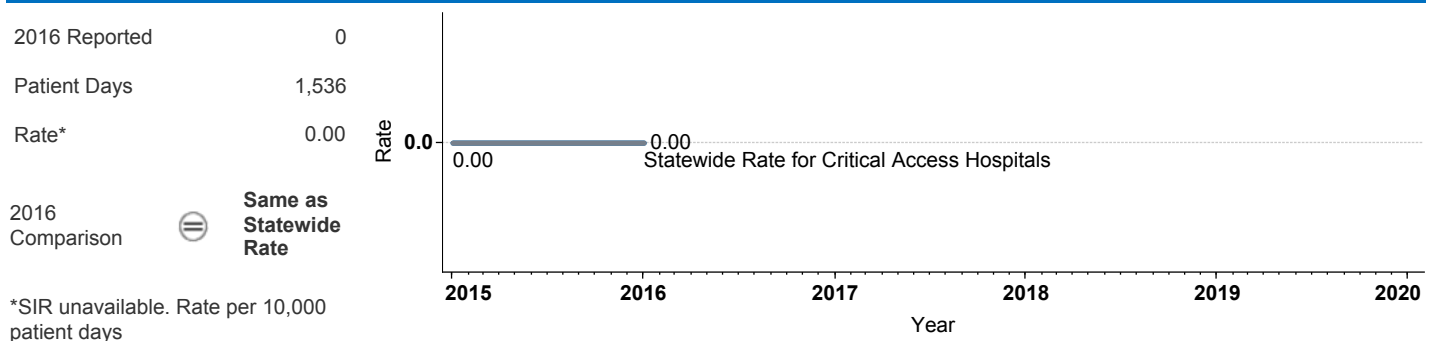 2016 Reported 0
Patient Days 1,536
Rate* 0.00
2016
Comparison
Same as
Statewide
Rate
*SIR unavailable. Rate per 10,000
patient days
Rate
0.0
0.00
0.00
Statewide Rate for Critical Access Hospitals
2015 2016 2017 2018 2019 2020
Year